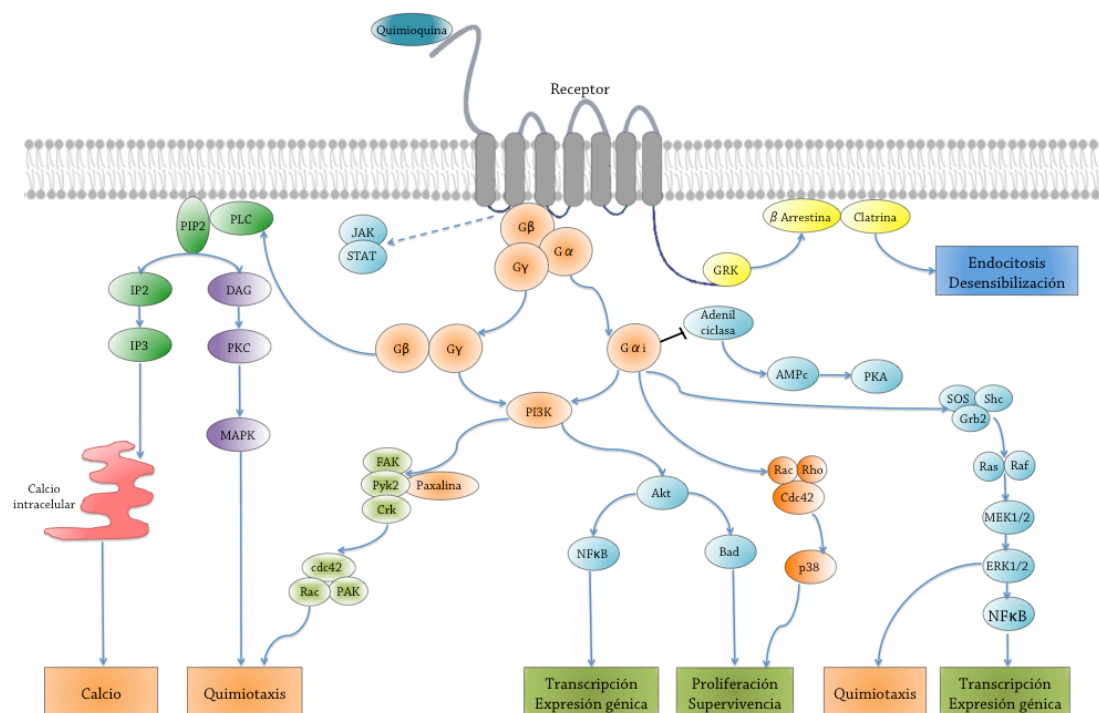 Quimioquina
Receptor
PIP2
PLC
JAK
STAT
Gβ
Gα
Gγ
GRK
β Arrestina
Clatrina
Endocitosis
Desensibilización
IP2
DAG
IP3
PKC
Gβ
Gγ
Gαi
Adenil
ciclasa
AMPc
PKA
PI3K
SOS
Shc
Grb2
MAPK
FAK
Pyk2
Paxalina
Crk
Akt
Rac
Rho
Cdc42
Ras
Raf
Calcio
intracelular
MEK1/2
NFκB
Bad
p38
ERK1/2
cdc42
Rac
PAK
NFκB
Calcio
Quimiotaxis
Transcripción
Expresión génica
Proliferación
Supervivencia
Quimiotaxis
Transcripción
Expresión génica